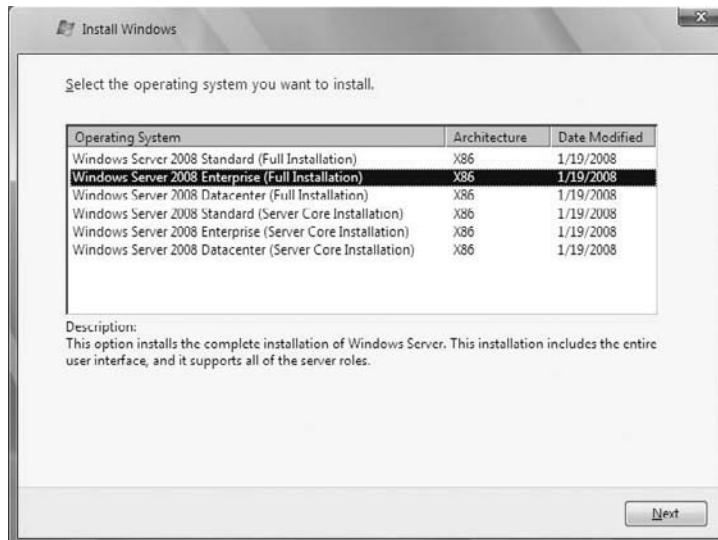 Install Windows
Select the operating system you want to install.
Operating System Architecture Date Modified
Windows Server 2008 Standard (Full Installation) X86 1/19/2008
Windows Server 2008 Enterprise (Full Installation) X86 1/19/2008
Windows Server 2008 Datacenter (Full Installation) X86 1/19/2008
Windows Server 2008 Standard (Server Core Installation) X86 1/19/2008
Windows Server 2008 Enterprise (Server Core Installation) X86 1/19/2008
Windows Server 2008 Datacenter (Server Core Installation) X86 1/19/2008
Description:
This option installs the complete installation of Windows Server. This installation includes the entire
user interface, and it supports all of the server roles.
Next